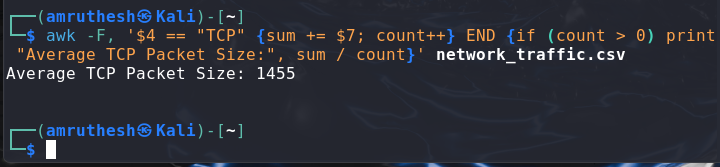 ┌──(amruthesh㉿Kali)-[~]
└─$ awk -F, '$4 == "TCP" {sum += $7; count++} END {if (count > 0) print
"Average TCP Packet Size:", sum / count}' network_traffic.csv
Average TCP Packet Size: 1455
┌──(amruthesh㉿Kali)-[~]
└─$